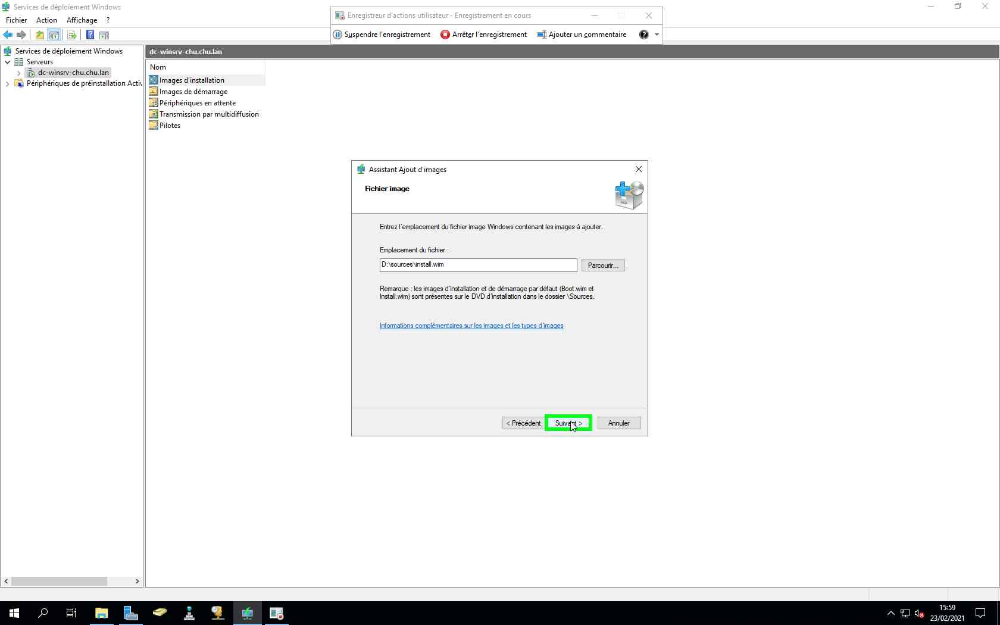 Services de déploiement Windows
Fichier Action Affichage ?
Enregistreur d'actions utilisateur - Enregistrement en cours
Suspendre l'enregistrement Arrêter l'enregistrement Ajouter un commentaire ?
Services de déploiement Windows
Serveurs
dc-winsrv-chu.chu.lan
Périphériques de préinstallation Activ
dc-winsrv-chu.chu.lan
Nom
Images d'installation
Images de démarrage
Périphériques en attente
Transmission par multidiffusion
Pilotes
Assistant Ajout d'images
Fichier image
Entrez l'emplacement du fichier image Windows contenant les images à ajouter.
Emplacement du fichier :
D:\sources\install.wim Parcourir...
Remarque : les images d'installation et de démarrage par défaut (Boot.wim et
Install.wim) sont présentes sur le DVD d'installation dans le dossier \Sources.
Informations complémentaires sur les images et les types d'images
< Précédent Suivant > Annuler
15:59
23/02/2021